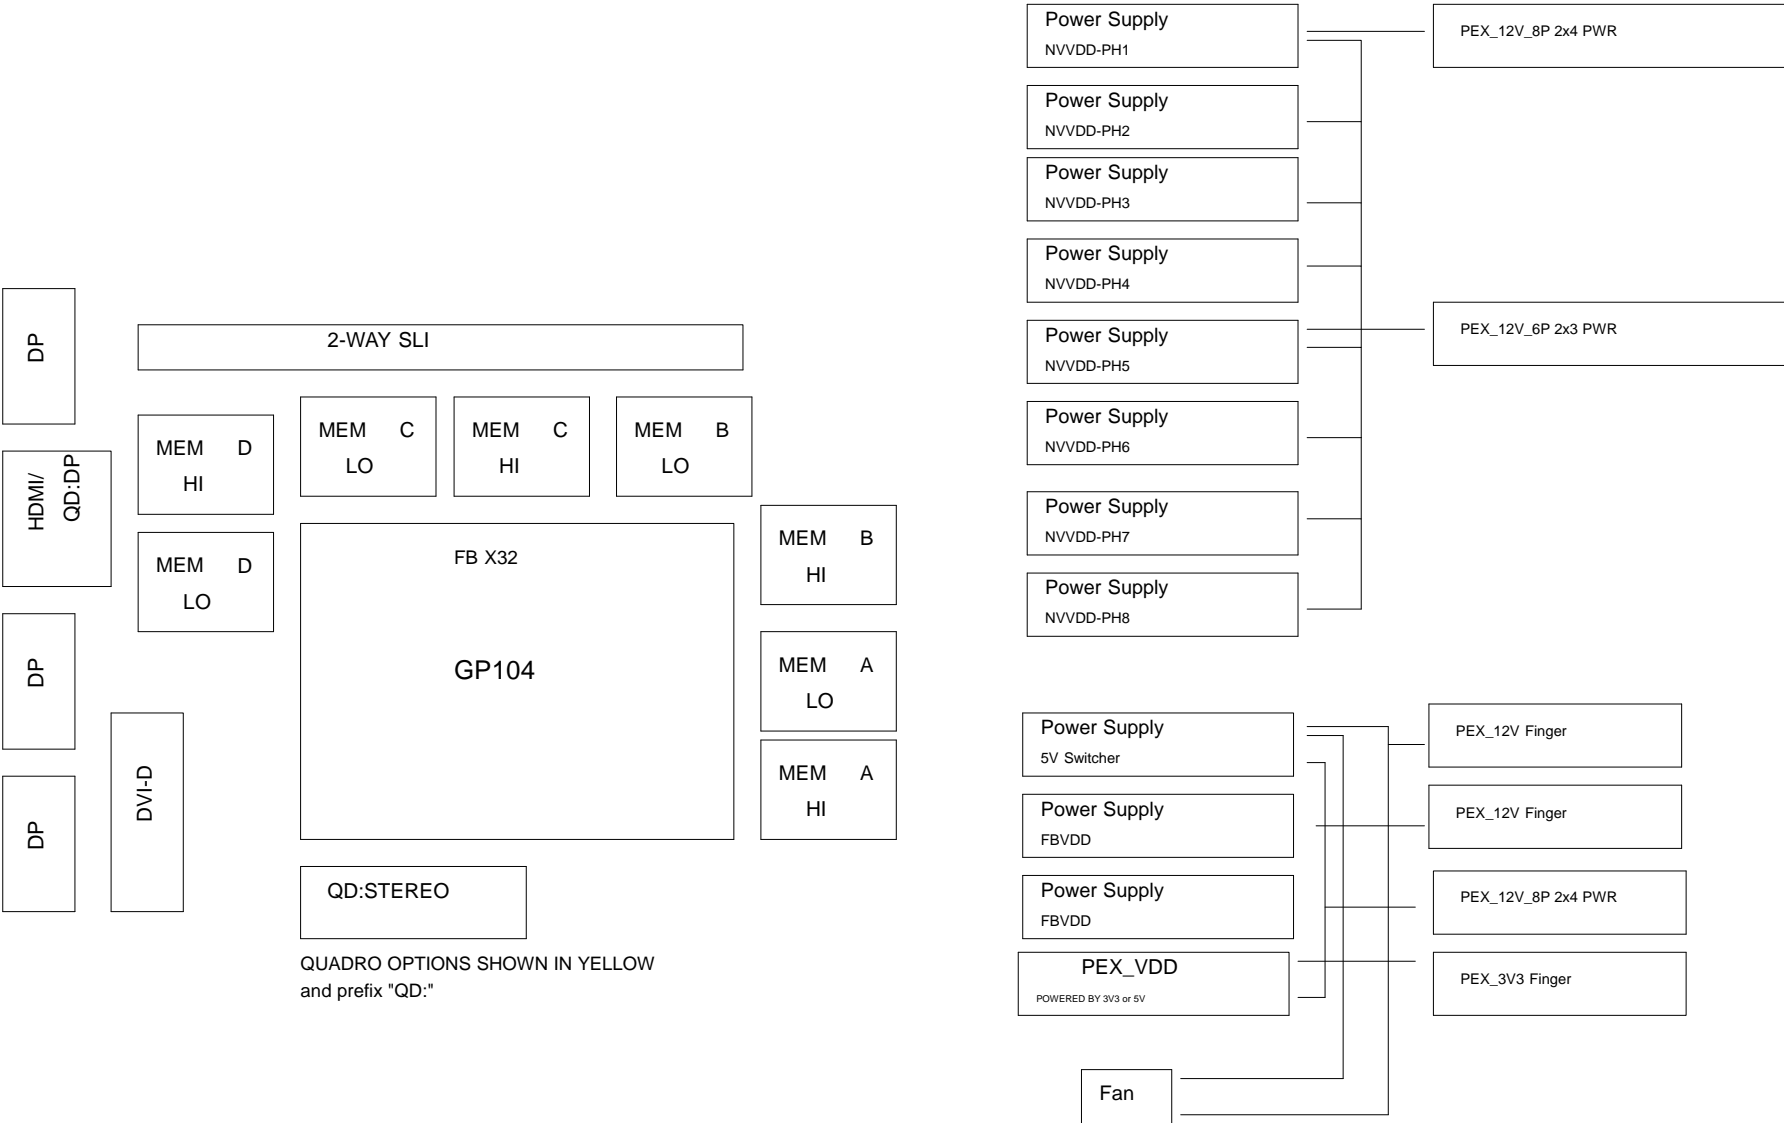 DP
HDMI/
QD:DP
DP
DP
DVI-D
2-WAY SLI
MEM D
HI
MEM D
LO
MEM C
LO
MEM C
HI
MEM B
LO
MEM B
HI
MEM A
LO
MEM A
HI
FB X32
GP104
QD:STEREO
QUADRO OPTIONS SHOWN IN YELLOW
and prefix "QD:"
Power Supply
NVVDD-PH1
Power Supply
NVVDD-PH2
Power Supply
NVVDD-PH3
Power Supply
NVVDD-PH4
Power Supply
NVVDD-PH5
Power Supply
NVVDD-PH6
Power Supply
NVVDD-PH7
Power Supply
NVVDD-PH8
PEX_12V_8P 2x4 PWR
PEX_12V_6P 2x3 PWR
Power Supply
5V Switcher
Power Supply
FBVDD
Power Supply
FBVDD
PEX_VDD
POWERED BY 3V3 or 5V
Fan
PEX_12V Finger
PEX_12V Finger
PEX_12V_8P 2x4 PWR
PEX_3V3 Finger